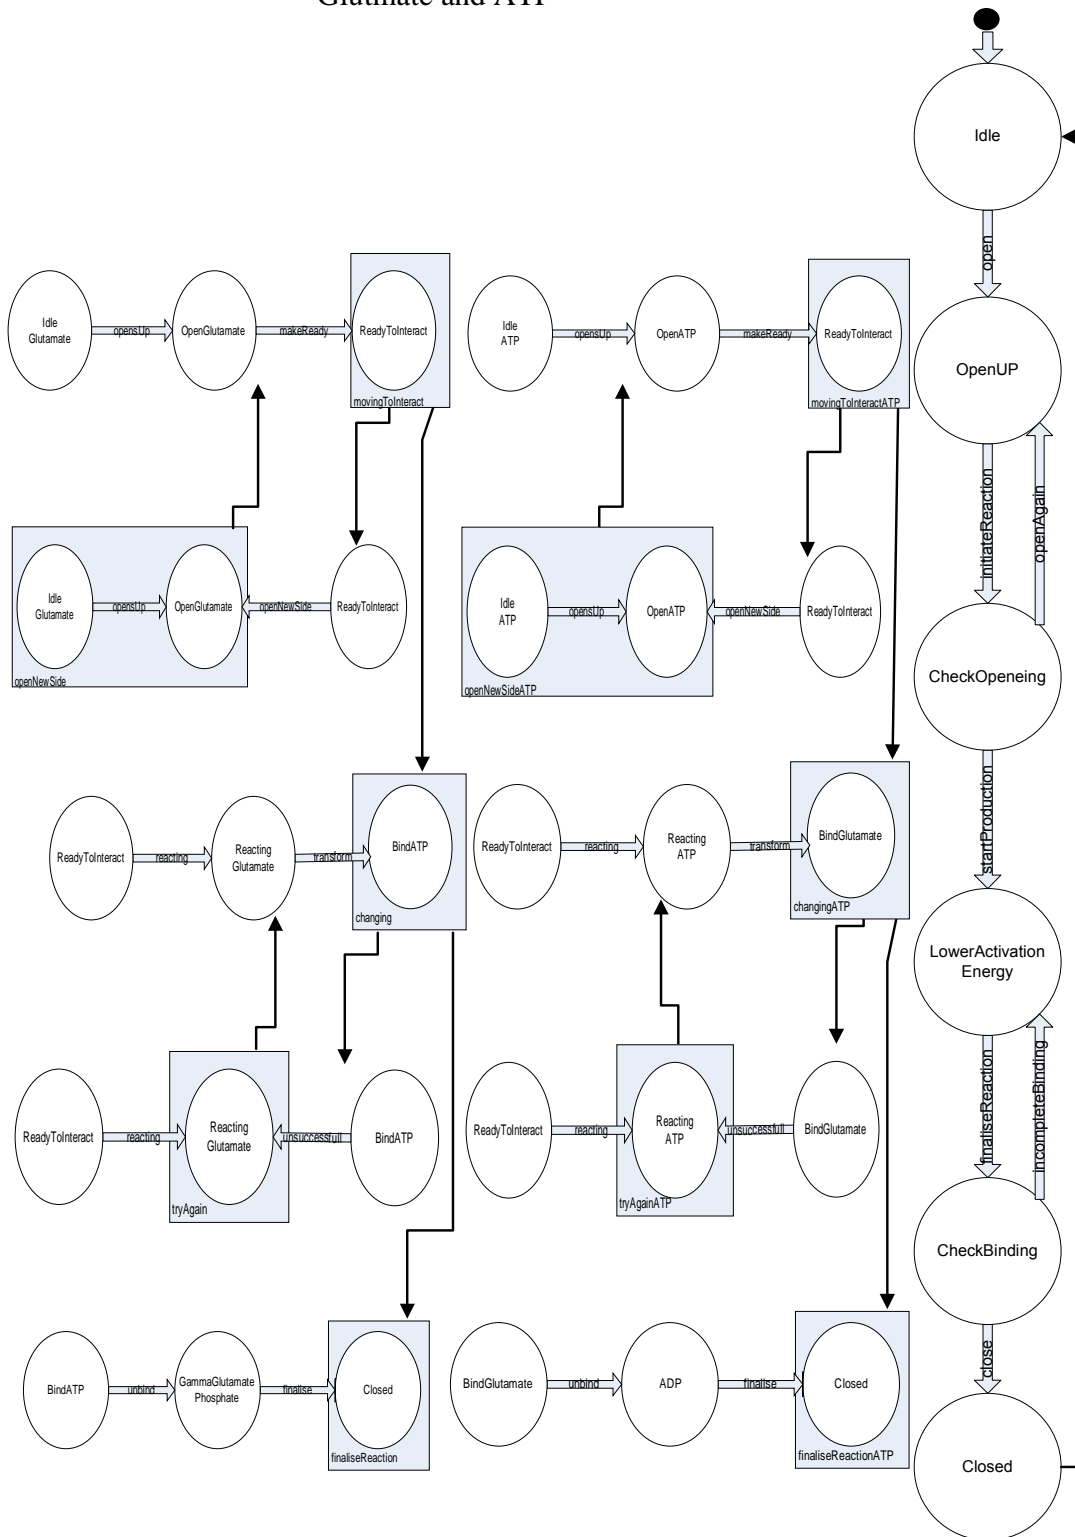 Glutmate and ATP
Idle
open
Idle
Glutamate
opensUp
OpenGlutamate
makeReady
ReadyToInteract
movingToInteract
Idle
ATP
opensUp
OpenATP
makeReady
ReadyToInteract
movingToInteractATP
OpenUP
initiateReaction
openAgain
Idle
Glutamate
opensUp
OpenGlutamate
openNewSide
ReadyToInteract
openNewSide
Idle
ATP
opensUp
OpenATP
openNewSide
ReadyToInteract
openNewSideATP
CheckOpeneing
startProduction
ReadyToInteract
reacting
Reacting
Glutamate
transform
BindATP
changing
ReadyToInteract
reacting
Reacting
ATP
transform
BindGlutamate
changingATP
LowerActivation
Energy
finaliseReaction
incompleteBinding
ReadyToInteract
reacting
Reacting
Glutamate
unsuccessfull
BindATP
tryAgain
ReadyToInteract
reacting
Reacting
ATP
unsuccessfull
BindGlutamate
tryAgainATP
CheckBinding
close
BindATP
unbind
GammaGlutamate
Phosphate
finalise
Closed
finaliseReaction
BindGlutamate
unbind
ADP
finalise
Closed
finaliseReactionATP
Closed